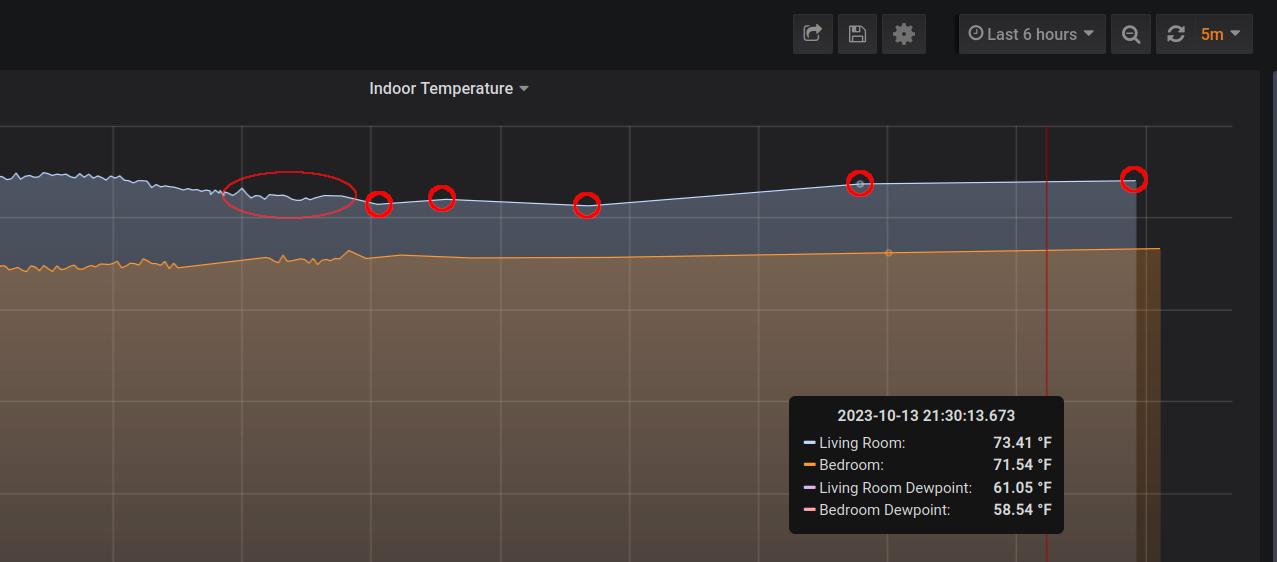 Last 6 hours
5m
Indoor Temperature
2023-10-13 21:30:13.673
Living Room: 73.41 °F
Bedroom: 71.54 °F
Living Room Dewpoint: 61.05 °F
Bedroom Dewpoint: 58.54 °F